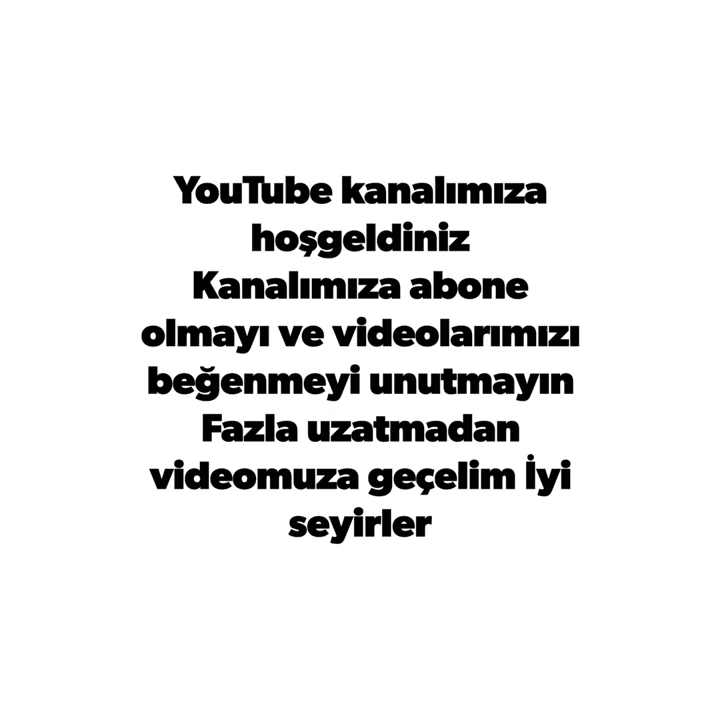 YouTube kanalımıza
hoşgeldiniz
Kanalımıza abone
olmayı ve videolarımızı
beğenmeyi unutmayın
Fazla uzatmadan
videomuza geçelim İyi
seyirler